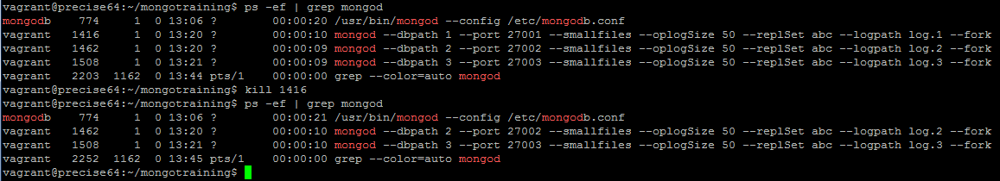 vagrant@precise64:~/mongotraining$ ps -ef | grep mongod
mongodb    774     1  0 13:06 ?        00:00:20 /usr/bin/mongod --config /etc/mongodb.conf
vagrant   1416     1  0 13:20 ?        00:00:10 mongod --dbpath 1 --port 27001 --smallfiles --oplogSize 50 --replSet abc --logpath log.1 --fork
vagrant   1462     1  0 13:20 ?        00:00:09 mongod --dbpath 2 --port 27002 --smallfiles --oplogSize 50 --replSet abc --logpath log.2 --fork
vagrant   1508     1  0 13:21 ?        00:00:09 mongod --dbpath 3 --port 27003 --smallfiles --oplogSize 50 --replSet abc --logpath log.3 --fork
vagrant   2203  1162  0 13:44 pts/1    00:00:00 grep --color=auto mongod
vagrant@precise64:~/mongotraining$ kill 1416
vagrant@precise64:~/mongotraining$ ps -ef | grep mongod
mongodb    774     1  0 13:06 ?        00:00:21 /usr/bin/mongod --config /etc/mongodb.conf
vagrant   1462     1  0 13:20 ?        00:00:10 mongod --dbpath 2 --port 27002 --smallfiles --oplogSize 50 --replSet abc --logpath log.2 --fork
vagrant   1508     1  0 13:21 ?        00:00:10 mongod --dbpath 3 --port 27003 --smallfiles --oplogSize 50 --replSet abc --logpath log.3 --fork
vagrant   2252  1162  0 13:45 pts/1    00:00:00 grep --color=auto mongod
vagrant@precise64:~/mongotraining$